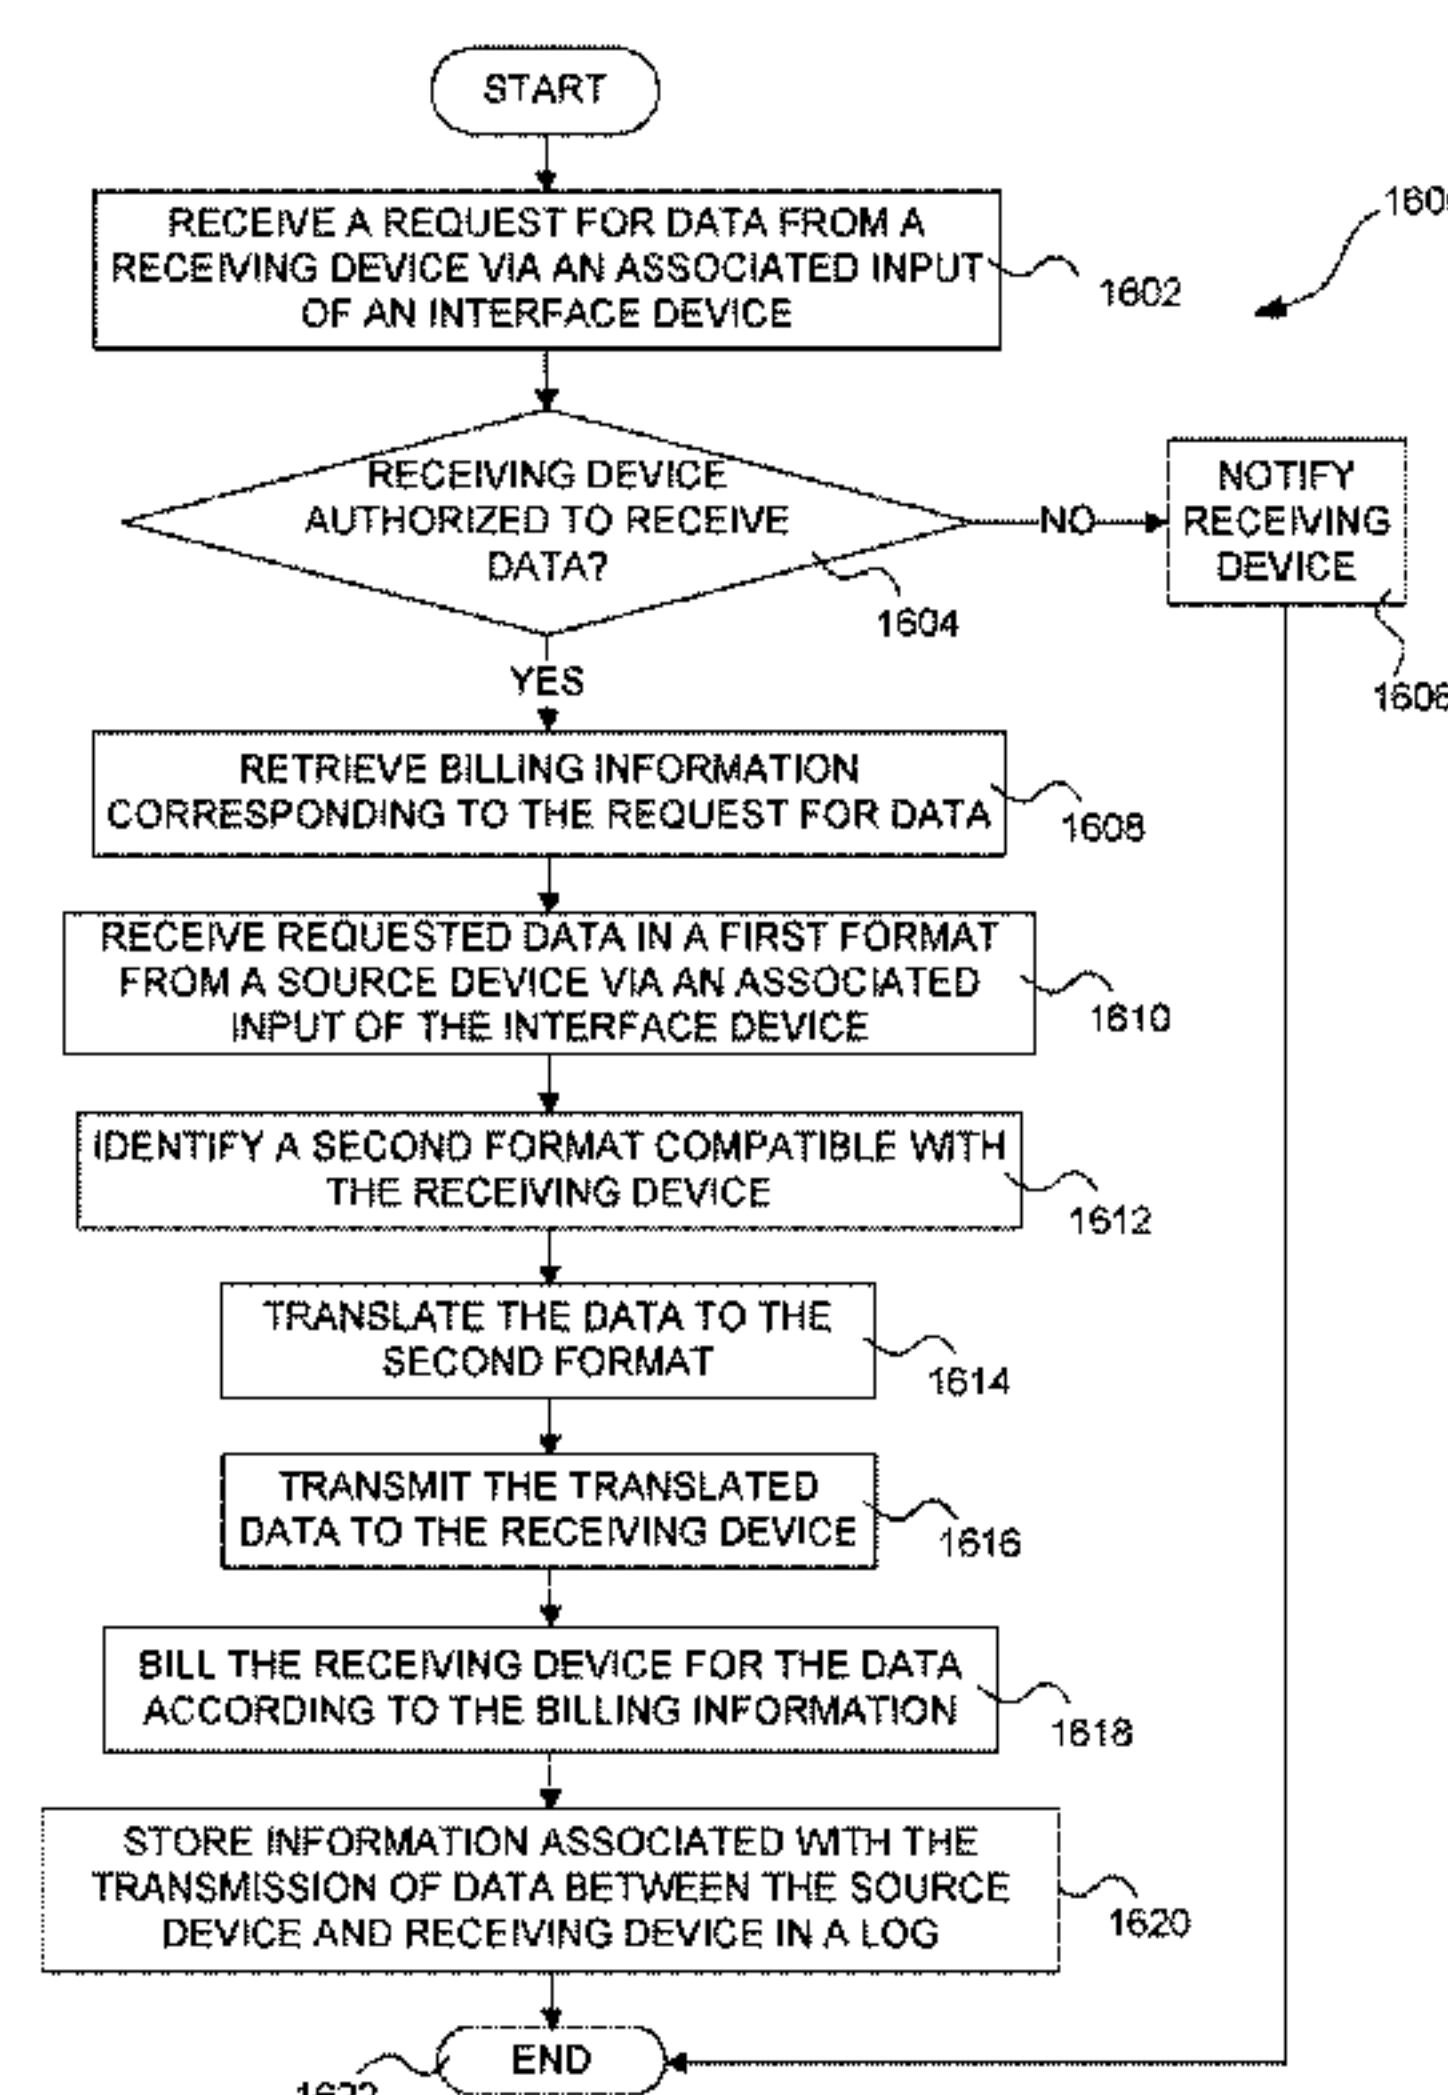 START
RECEIVE A REQUEST FOR DATA FROM A
RECEIVING DEVICE VIA AN ASSOCIATED INPUT
OF AN INTERFACE DEVICE
1602
RECEIVING DEVICE
AUTHORIZED TO RECEIVE
DATA?
1604
NO
NOTIFY
RECEIVING
DEVICE
1606
YES
RETRIEVE BILLING INFORMATION
CORRESPONDING TO THE REQUEST FOR DATA
1608
RECEIVE REQUESTED DATA IN A FIRST FORMAT
FROM A SOURCE DEVICE VIA AN ASSOCIATED
INPUT OF THE INTERFACE DEVICE
1610
IDENTIFY A SECOND FORMAT COMPATIBLE WITH
THE RECEIVING DEVICE
1612
TRANSLATE THE DATA TO THE
SECOND FORMAT
1614
TRANSMIT THE TRANSLATED
DATA TO THE RECEIVING DEVICE
1616
BILL THE RECEIVING DEVICE FOR THE DATA
ACCORDING TO THE BILLING INFORMATION
1618
STORE INFORMATION ASSOCIATED WITH THE
TRANSMISSION OF DATA BETWEEN THE SOURCE
DEVICE AND RECEIVING DEVICE IN A LOG
1620
END